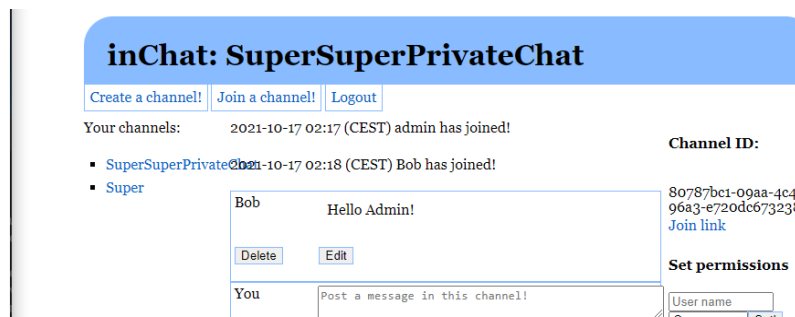 inChat: SuperSuperPrivateChat
Create a channel! Join a channel! Logout
Your channels:
SuperSuperPrivateChat
Super
2021-10-17 02:17 (CEST) admin has joined!
2021-10-17 02:18 (CEST) Bob has joined!
Bob
Hello Admin!
Delete Edit
You
Post a message in this channel!
Channel ID:
80787bc1-09aa-4c4
96a3-e720dc673238
Join link
Set permissions
User name